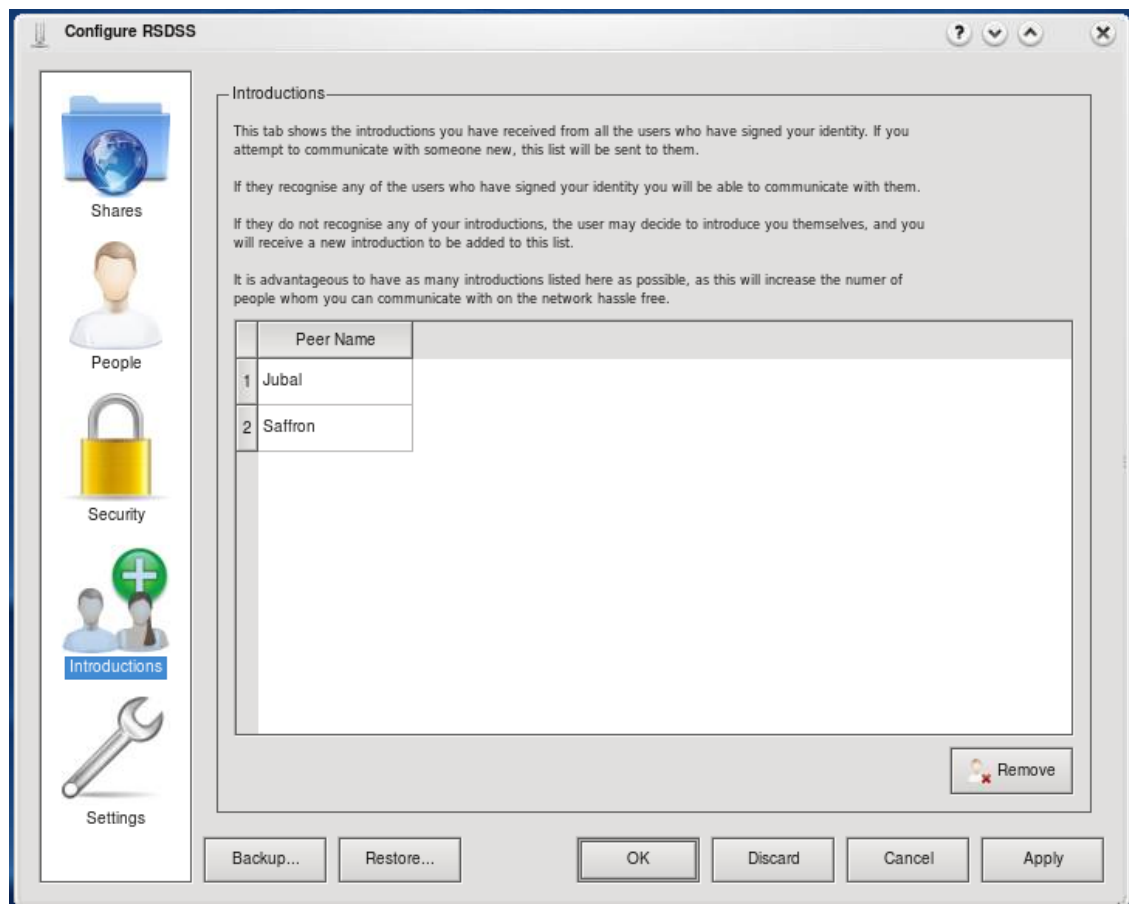 Configure RSDSS
Shares
People
Security
Introductions
Settings
Introductions
This tab shows the introductions you have received from all the users who have signed your identity. If you
attempt to communicate with someone new, this list will be sent to them.
If they recognise any of the users who have signed your identity you will be able to communicate with them.
If they do not recognise any of your introductions, the user may decide to introduce you themselves, and you
will receive a new introduction to be added to this list.
It is advantageous to have as many introductions listed here as possible, as this will increase the numer of
people whom you can communicate with on the network hassle free.
Peer Name
1 Jubal
2 Saffron
Remove
Backup... Restore... OK Discard Cancel Apply